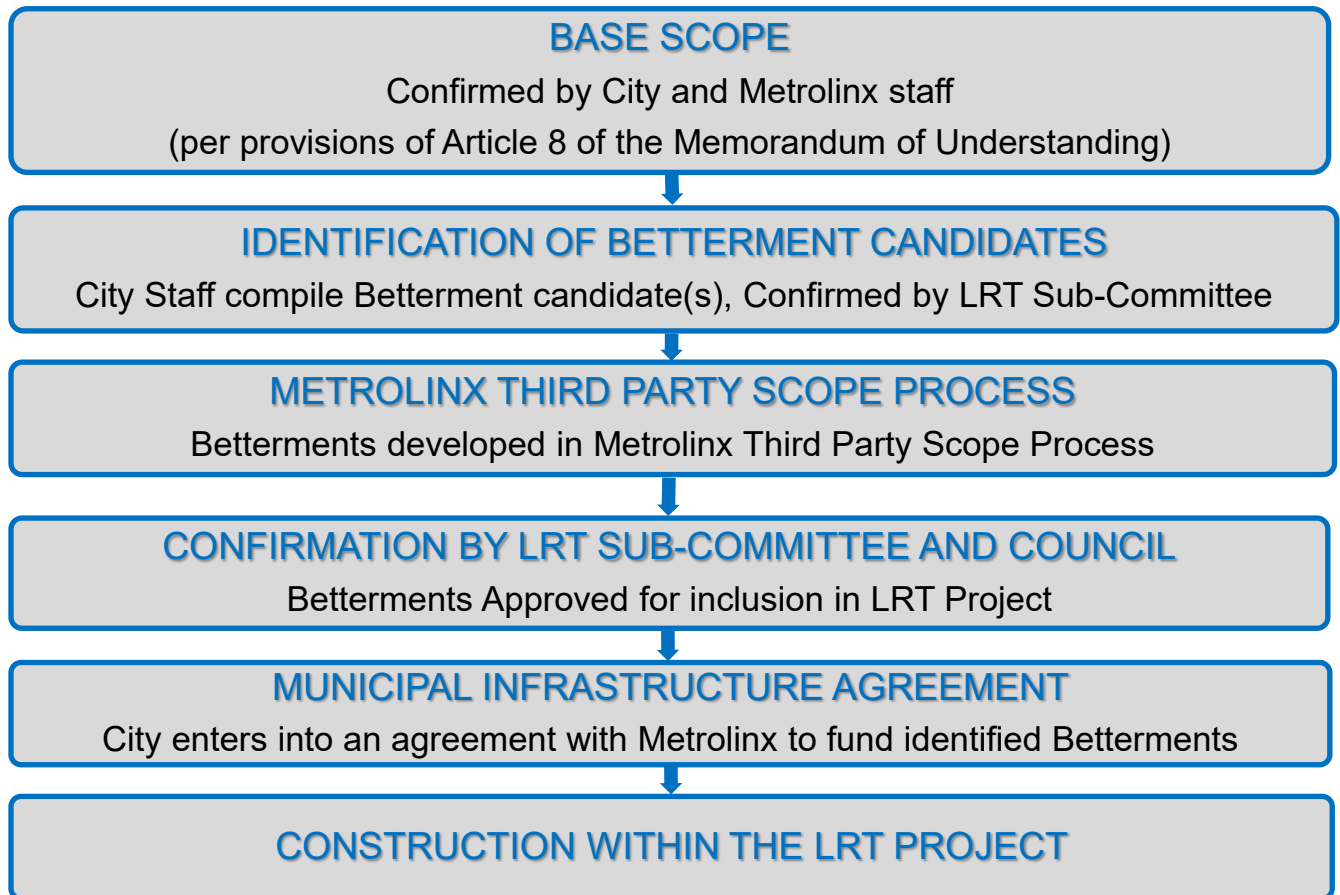 BASE SCOPE
Confirmed by City and Metrolinx staff
(per provisions of Article 8 of the Memorandum of Understanding)
IDENTIFICATION OF BETTERMENT CANDIDATES
City Staff compile Betterment candidate(s), Confirmed by LRT Sub-Committee
METROLINX THIRD PARTY SCOPE PROCESS
Betterments developed in Metrolinx Third Party Scope Process
CONFIRMATION BY LRT SUB-COMMITTEE AND COUNCIL
Betterments Approved for inclusion in LRT Project
MUNICIPAL INFRASTRUCTURE AGREEMENT
City enters into an agreement with Metrolinx to fund identified Betterments
CONSTRUCTION WITHIN THE LRT PROJECT